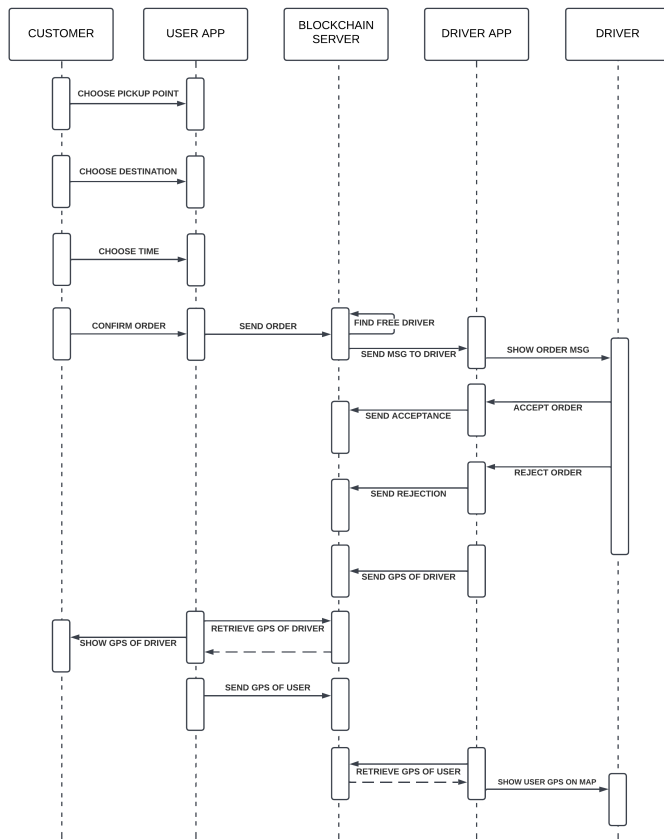 CUSTOMER
USER APP
BLOCKCHAIN
SERVER
DRIVER APP
DRIVER
CHOOSE PICKUP POINT
CHOOSE DESTINATION
CHOOSE TIME
CONFIRM ORDER
SEND ORDER
FIND FREE DRIVER
SEND MSG TO DRIVER
SHOW ORDER MSG
ACCEPT ORDER
SEND ACCEPTANCE
REJECT ORDER
SEND REJECTION
SEND GPS OF DRIVER
RETRIEVE GPS OF DRIVER
SHOW GPS OF DRIVER
SEND GPS OF USER
RETRIEVE GPS OF USER
SHOW USER GPS ON MAP